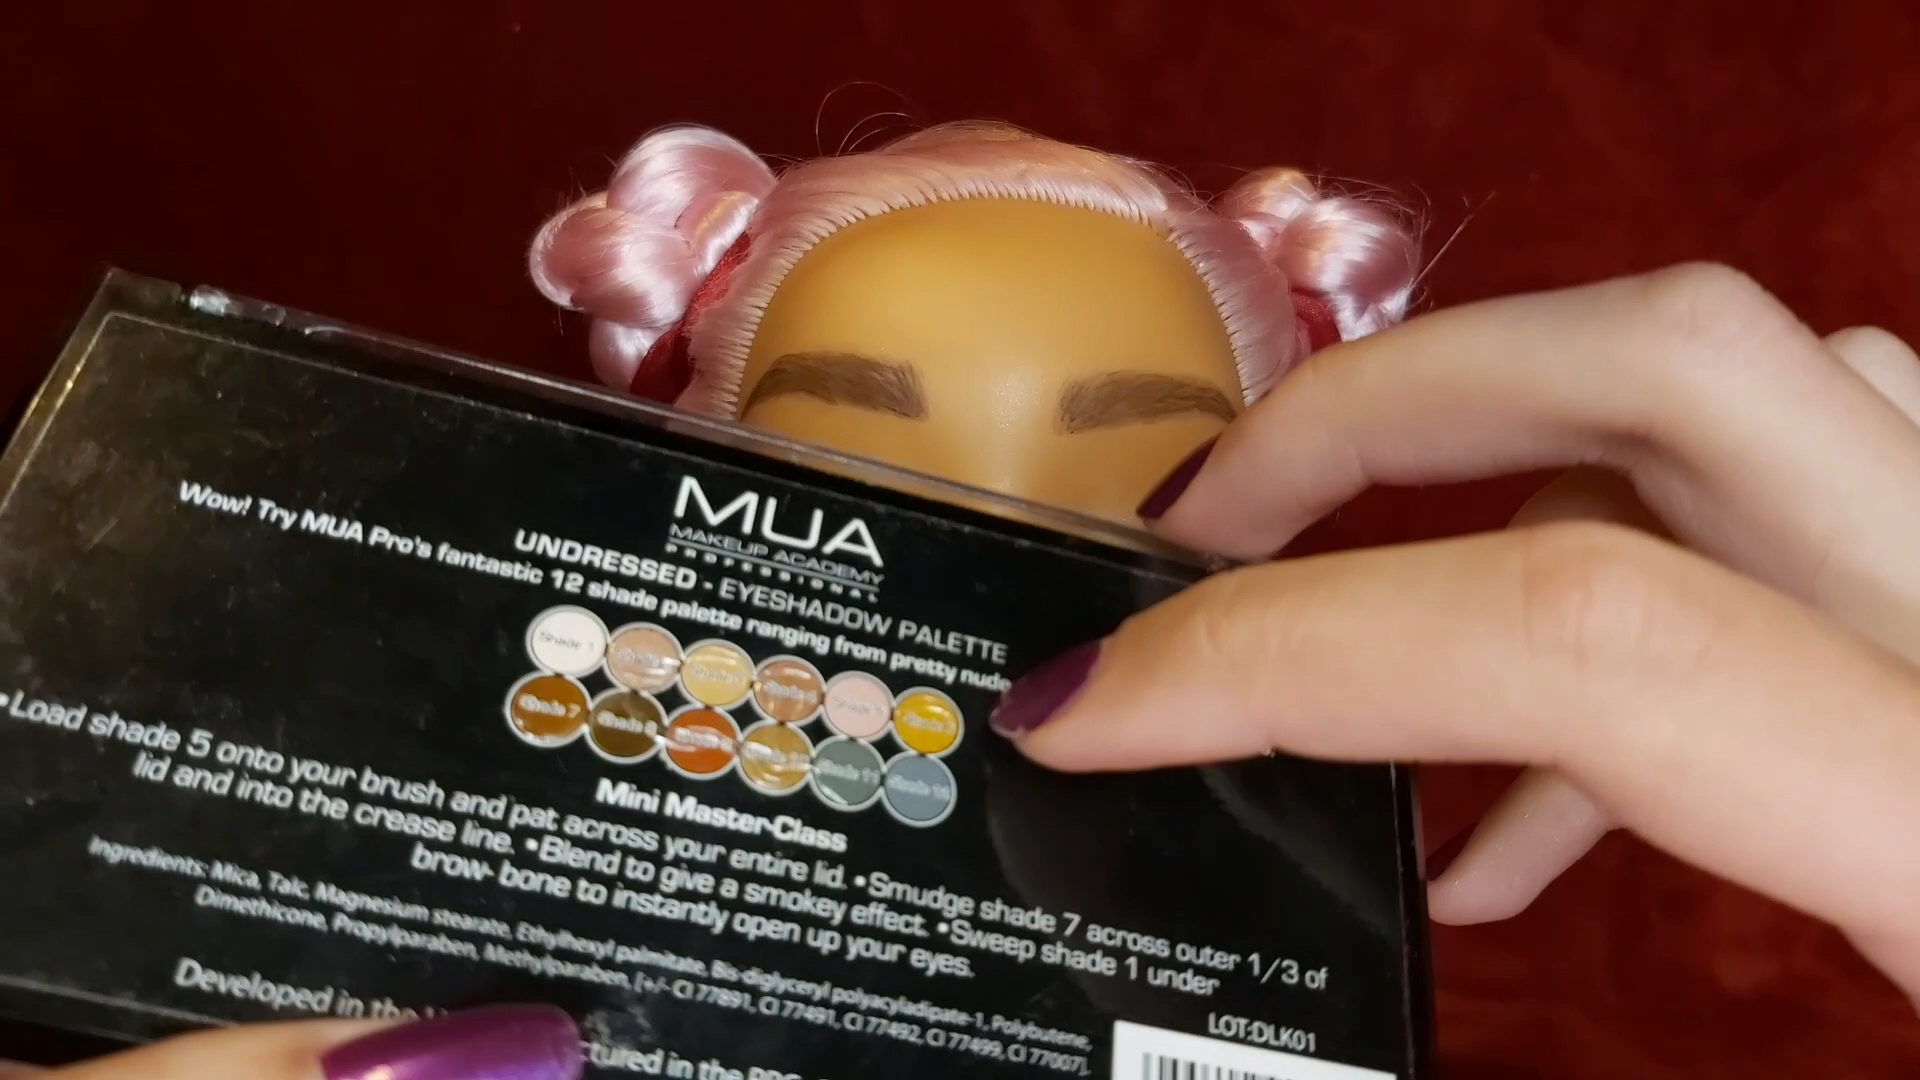 MUA
MAKEUP ACADEMY
PROFESSIONAL
UNDRESSED - EYESHADOW PALETTE
Wow! Try MUA Pro's fantastic 12 shade palette ranging from pretty nude
Shade 1
Shade 7 Shade 8 Shade 11
Mini Master-Class
•Load shade 5 onto your brush and pat across your entire lid. •Smudge shade 7 across outer 1/3 of
lid and into the crease line. •Blend to give a smokey effect. •Sweep shade 1 under
brow- bone to instantly open up your eyes.
Ingredients: Mica, Talc, Magnesium stearate, Ethylhexyl palmitate, Bis-diglyceryl polyacyladipate-1, Polybutene,
Dimethicone, Propylparaben, Methylparaben, [+/- CI 77891, CI 77491, CI 77492, CI 77499, CI 77007].
LOT:DLK01
Developed in the
in the